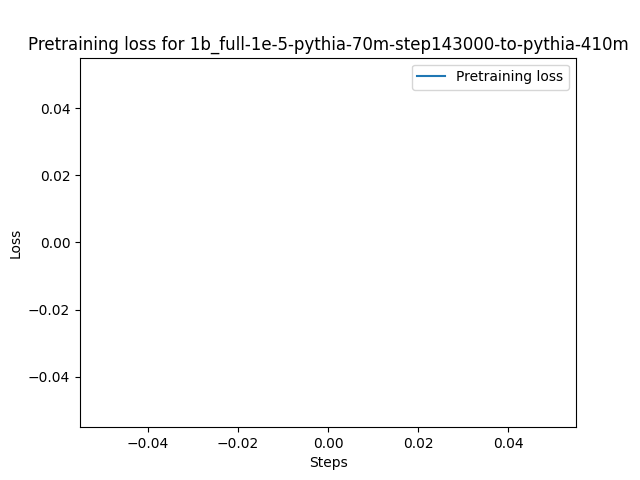 Pretraining loss for 1b_full-1e-5-pythia-70m-step143000-to-pythia-410m
Pretraining loss
0.04
0.02
0.00
−0.02
−0.04
Loss
−0.04 −0.02 0.00 0.02 0.04
Steps